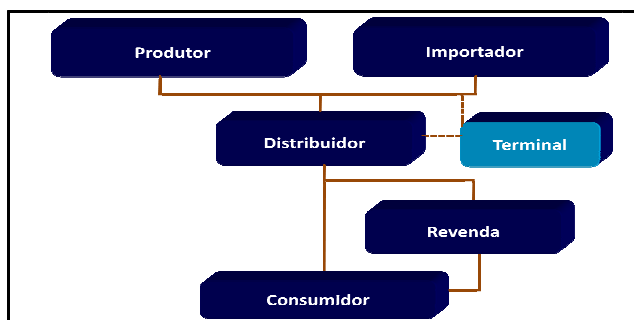 Produtor
Importador
Distribuidor
Terminal
Revenda
Consumidor